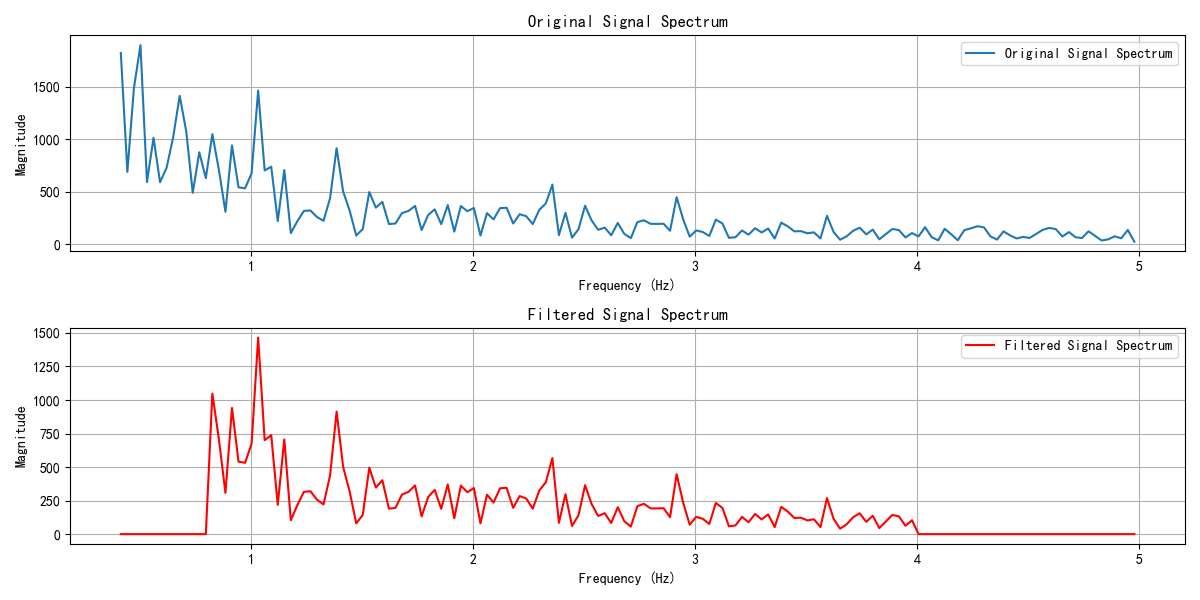 Original Signal Spectrum
Original Signal Spectrum
Magnitude
1500
1000
500
0
1 2 3 4 5
Frequency (Hz)
Filtered Signal Spectrum
Filtered Signal Spectrum
Magnitude
1500
1250
1000
750
500
250
0
1 2 3 4 5
Frequency (Hz)